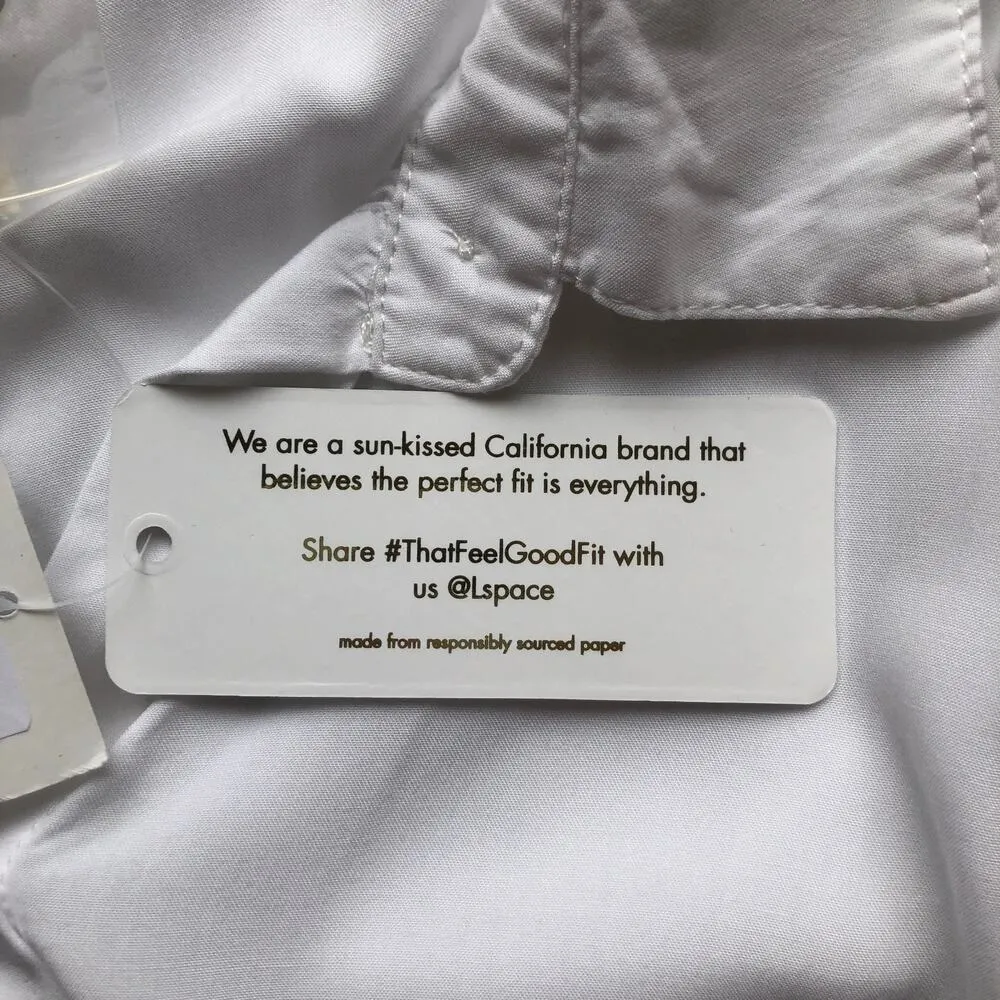 We are a sun-kissed California brand that
believes the perfect fit is everything.
Share #ThatFeelGoodFit with
us @Lspace
made from responsibly sourced paper